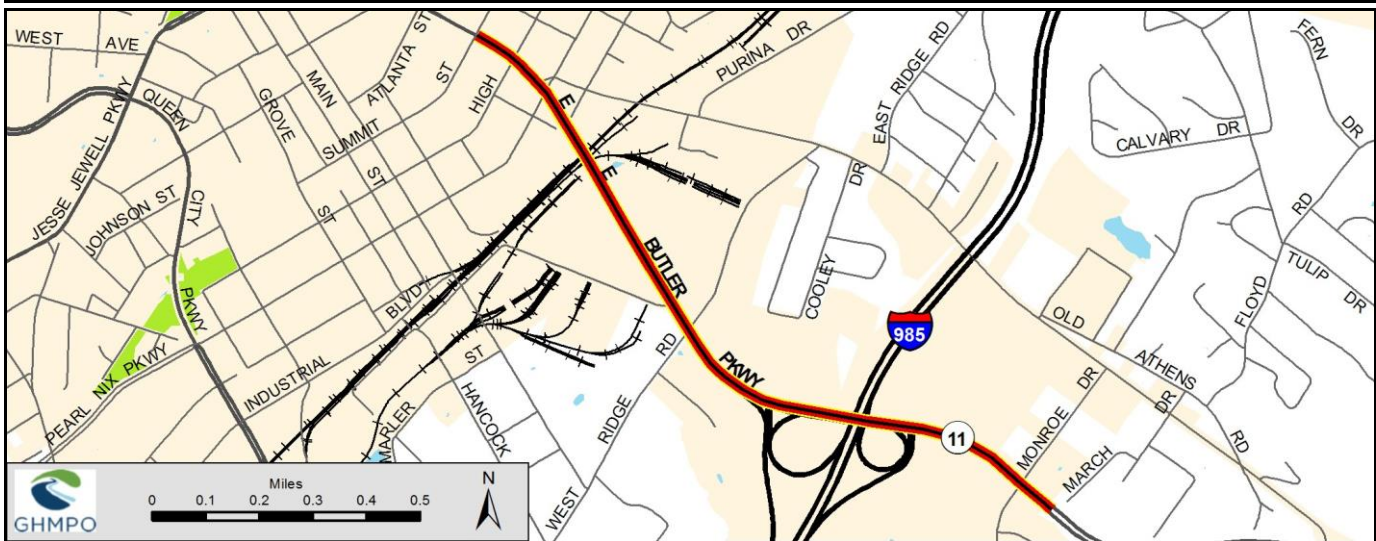 WEST AVE
JESSE JEWELL PKWY
QUEEN CITY PKWY
GROVE ST
MAIN ST
ATLANTA ST
SUMMIT ST
HIGH ST
JOHNSON ST
PEARL NIX PKWY
INDUSTRIAL BLVD
MARLER ST
HANCOCK
WEST RIDGE RD
E E BUTLER PKWY
PURINA DR
EAST RIDGE RD
COOLEY DR
985
11
CALVARY DR
FERN DR
TULIP DR
FLOYD RD
OLD ATHENS RD
MONROE DR
MARCH DR
GHMPO
Miles
0 0.1 0.2 0.3 0.4 0.5
N